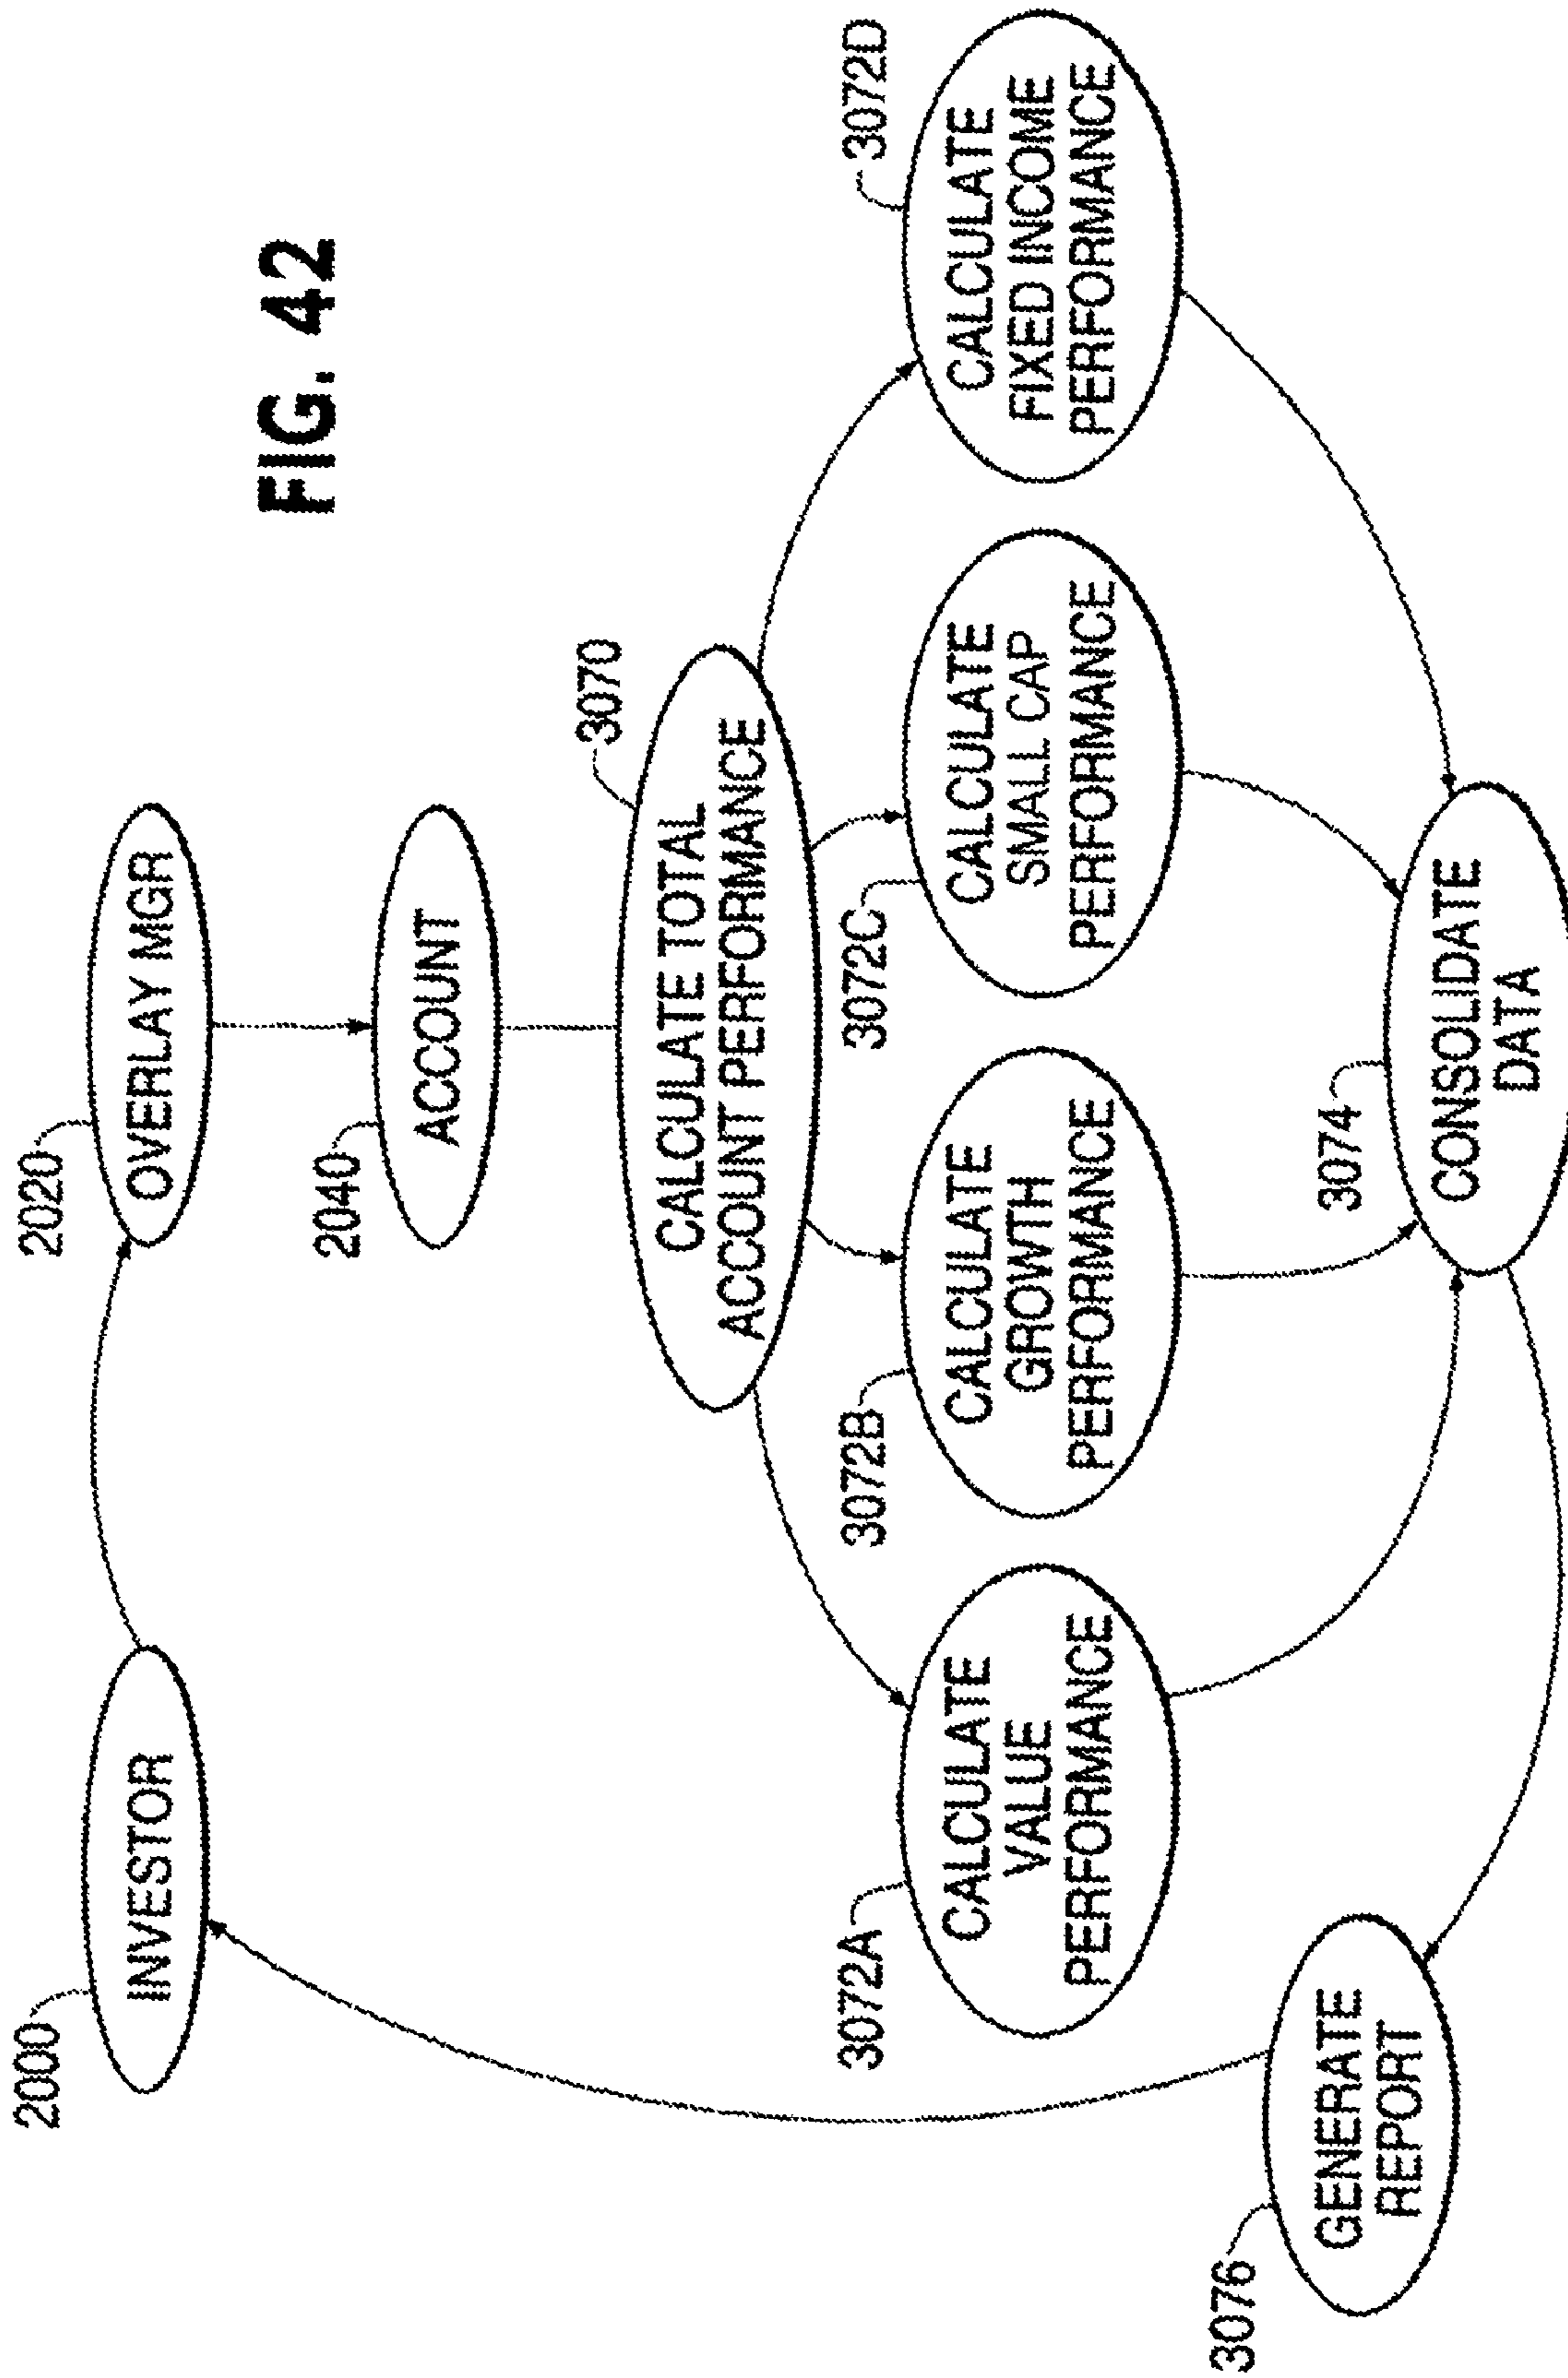 FIG. 42
2000
INVESTOR
2020
OVERLAY MGR
2040
ACCOUNT
3070
CALCULATE TOTAL
ACCOUNT PERFORMANCE
3072A
CALCULATE
VALUE
PERFORMANCE
3072B
CALCULATE
GROWTH
PERFORMANCE
3072C
CALCULATE
SMALL CAP
PERFORMANCE
3072D
CALCULATE
FIXED INCOME
PERFORMANCE
3074
CONSOLIDATE
DATA
3076
GENERATE
REPORT